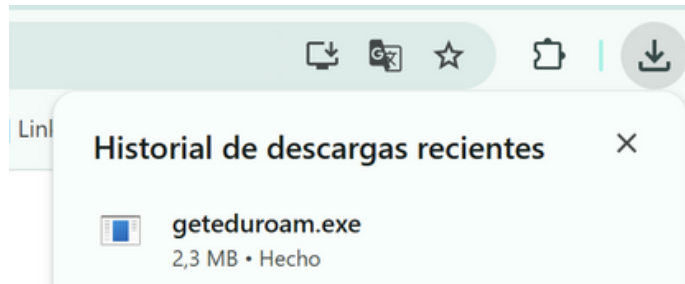 Historial de descargas recientes
geteduroam.exe
2,3 MB • Hecho